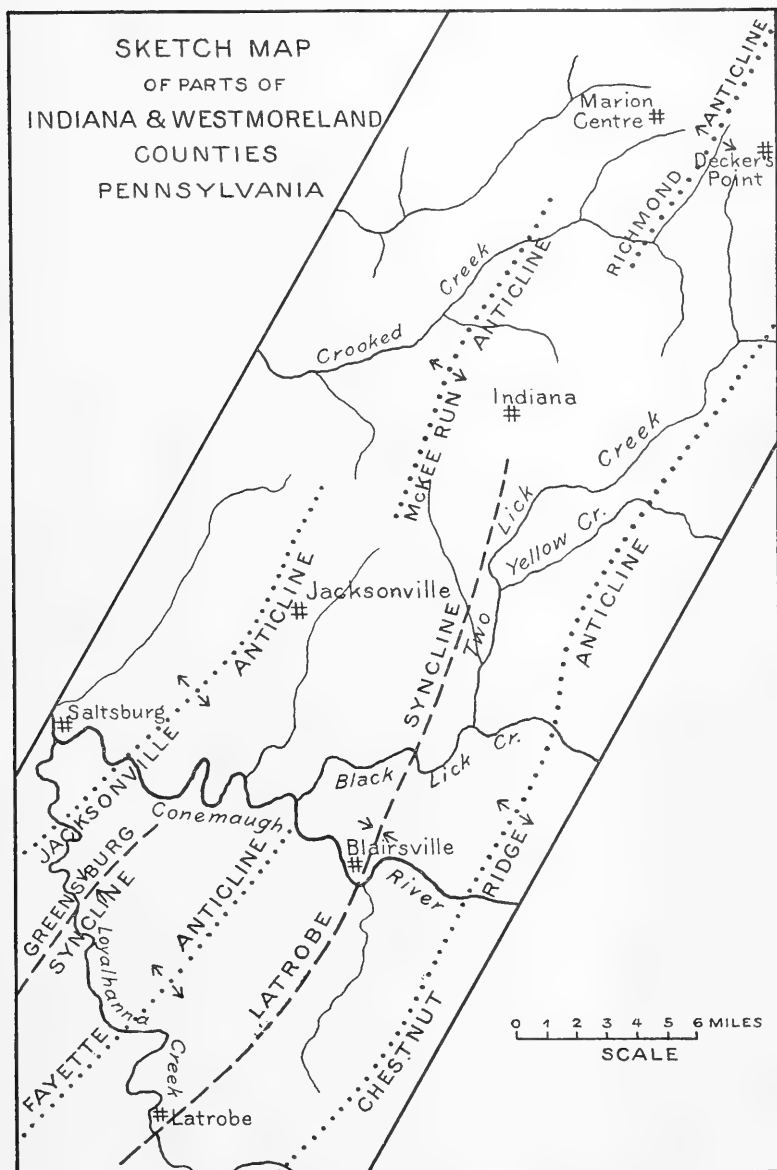 SKETCH MAP
OF PARTS OF
INDIANA & WESTMORELAND
COUNTIES
PENNSYLVANIA
Marion
Centre
Decker's
Point
RICHMOND ANTICLINE
Crooked Creek
McKEE RUN ANTICLINE
Indiana
Two Lick Creek
Yellow Cr.
Jacksonville
JACKSONVILLE ANTICLINE
Saltsburg
Black Lick Cr.
Conemaugh River
Blairsville
GREENSBURG
SYNCLINE
LATROBE SYNCLINE
CHESTNUT RIDGE ANTICLINE
FAYETTE ANTICLINE
Loyalhanna Creek
Latrobe
0 1 2 3 4 5 6 MILES
SCALE